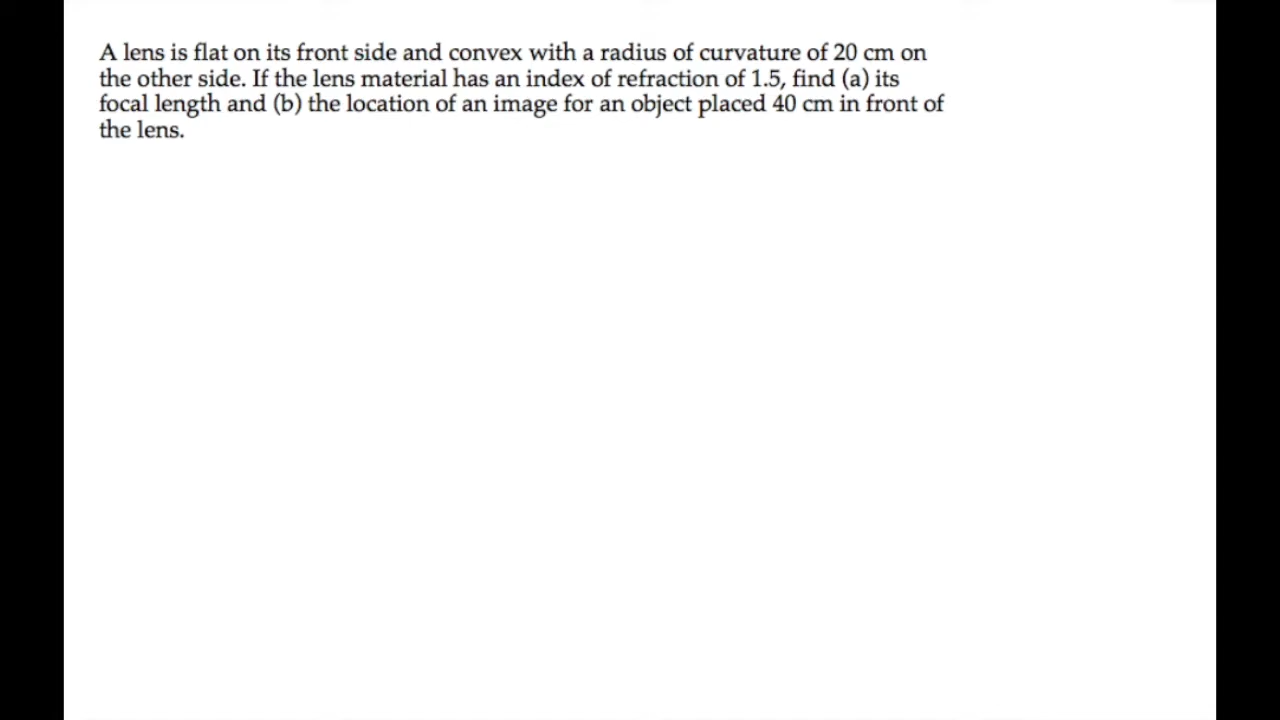 A lens is flat on its front side and convex with a radius of curvature of 20 cm on
the other side. If the lens material has an index of refraction of 1.5, find (a) its
focal length and (b) the location of an image for an object placed 40 cm in front of
the lens.